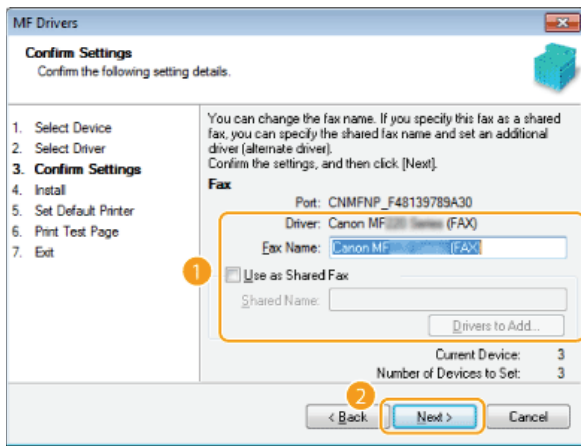 MF Drivers
Confirm Settings
Confirm the following setting details.
1. Select Device
2. Select Driver
3. Confirm Settings
4. Install
5. Set Default Printer
6. Print Test Page
7. Exit
You can change the fax name. If you specify this fax as a shared
fax, you can specify the shared fax name and set an additional
driver (alternate driver).
Confirm the settings, and then click [Next].
Fax
Port: CNMFNP_F48139789A30
Driver: Canon MF (FAX)
Fax Name: Canon MF (FAX)
1
Use as Shared Fax
Shared Name:
Drivers to Add...
Current Device: 3
Number of Devices to Set: 3
2
< Back
Next >
Cancel